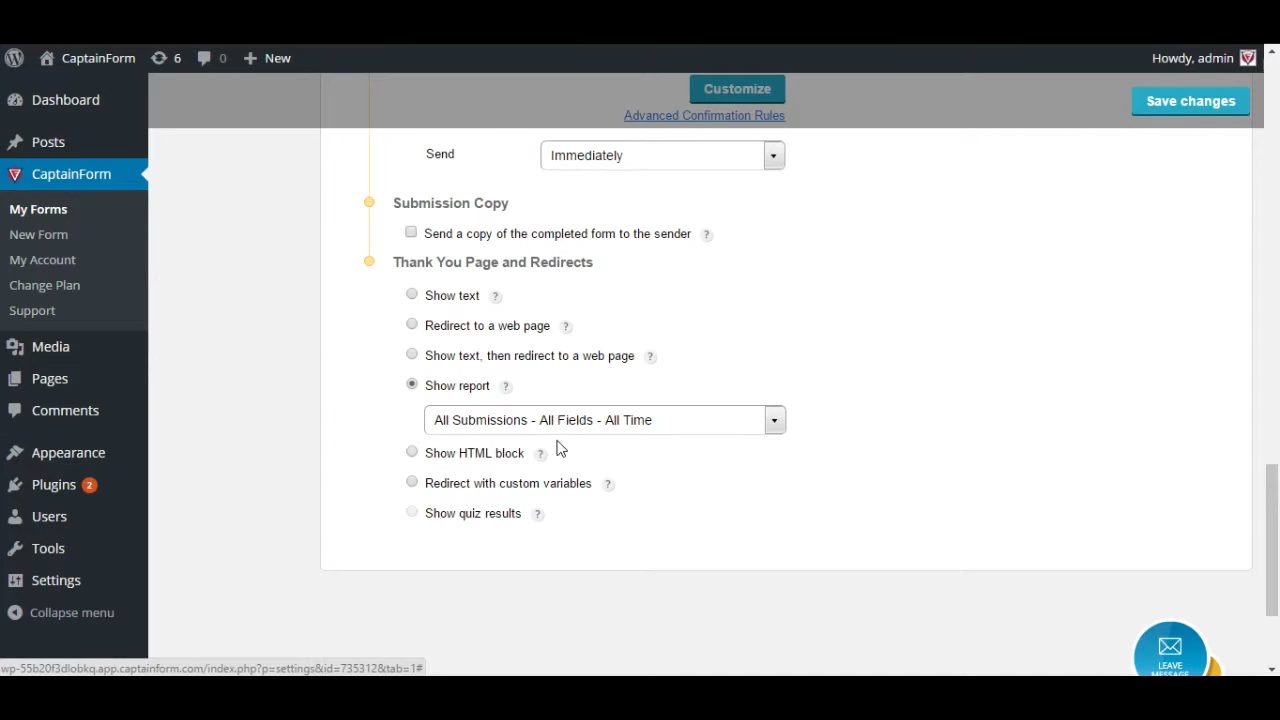 CaptainForm 6 0 New Howdy, admin
Dashboard
Posts
CaptainForm
My Forms
New Form
My Account
Change Plan
Support
Media
Pages
Comments
Appearance
Plugins 2
Users
Tools
Settings
Collapse menu
Customize
Save changes
Advanced Confirmation Rules
Send Immediately
Submission Copy
Send a copy of the completed form to the sender ?
Thank You Page and Redirects
Show text ?
Redirect to a web page ?
Show text, then redirect to a web page ?
Show report ?
All Submissions - All Fields - All Time
Show HTML block ?
Redirect with custom variables ?
Show quiz results ?
LEAVE
MESSAGE
wp-55b20f3dlobkq.app.captainform.com/index.php?p=settings&id=735312&tab=1#